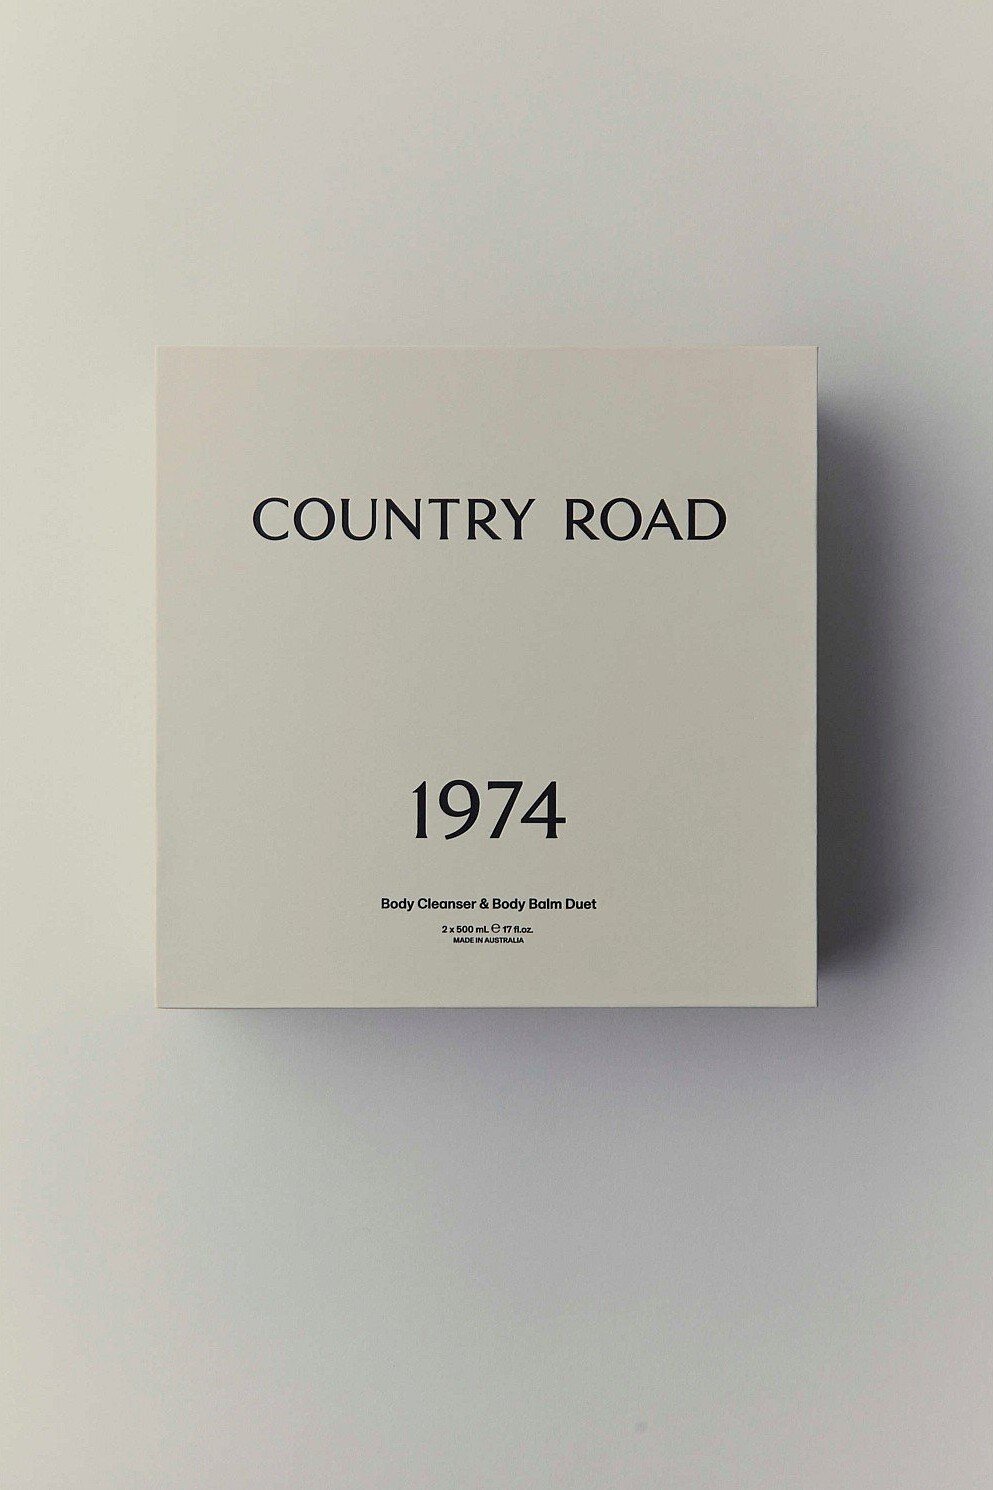 COUNTRY ROAD
1974
Body Cleanser & Body Balm Duet
2 x 500 mL ℮ 17 fl.oz.
MADE IN AUSTRALIA